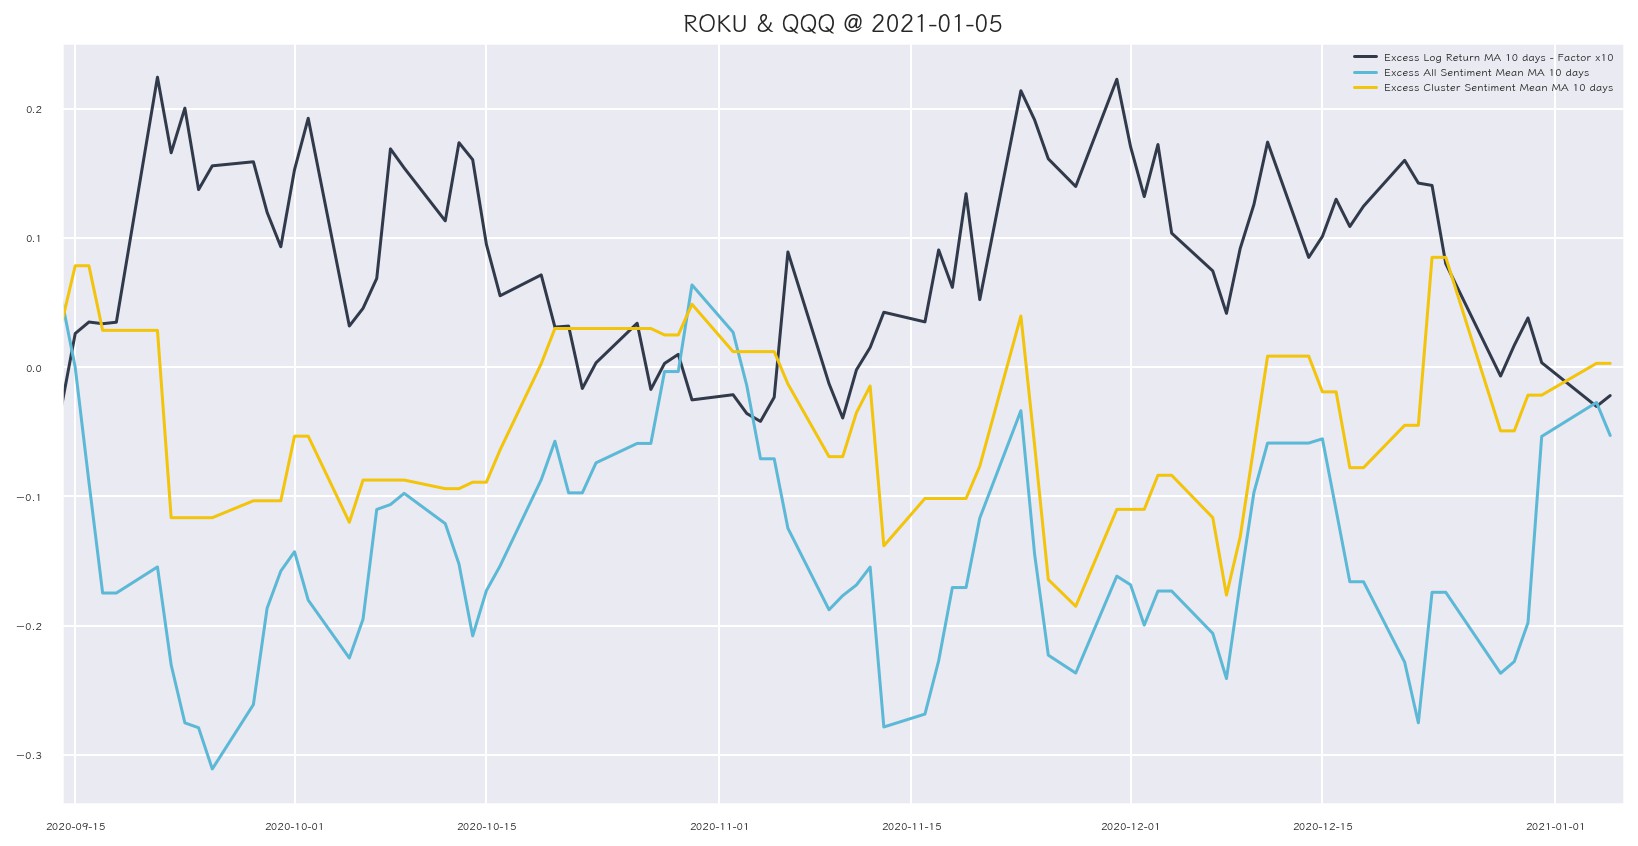 ROKU & QQQ @ 2021-01-05
Excess Log Return MA 10 days - Factor x10
Excess All Sentiment Mean MA 10 days
Excess Cluster Sentiment Mean MA 10 days
0.2
0.1
0.0
−0.1
−0.2
−0.3
2020-09-15 2020-10-01 2020-10-15 2020-11-01 2020-11-15 2020-12-01 2020-12-15 2021-01-01